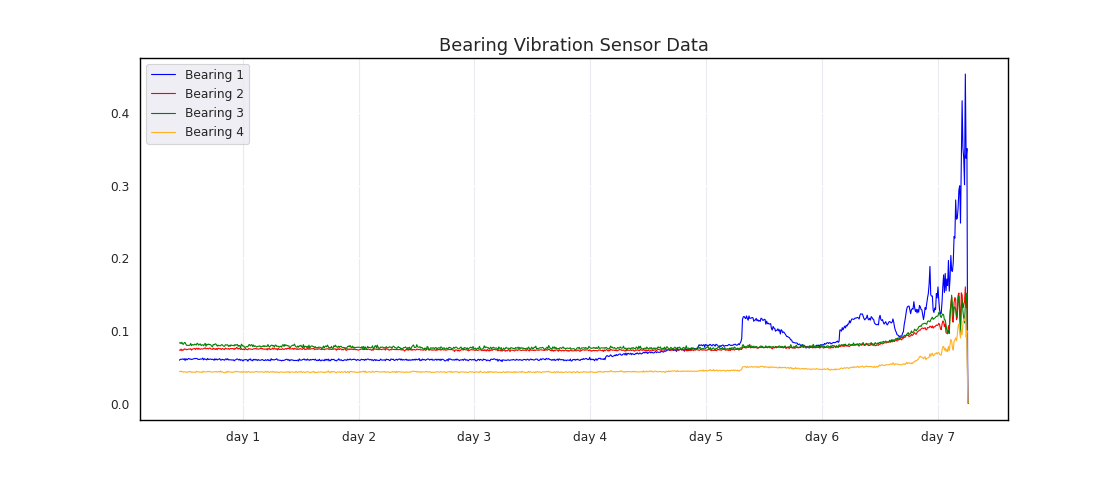 Bearing Vibration Sensor Data
Bearing 1
Bearing 2
Bearing 3
Bearing 4
0.4
0.3
0.2
0.1
0.0
day 1 day 2 day 3 day 4 day 5 day 6 day 7